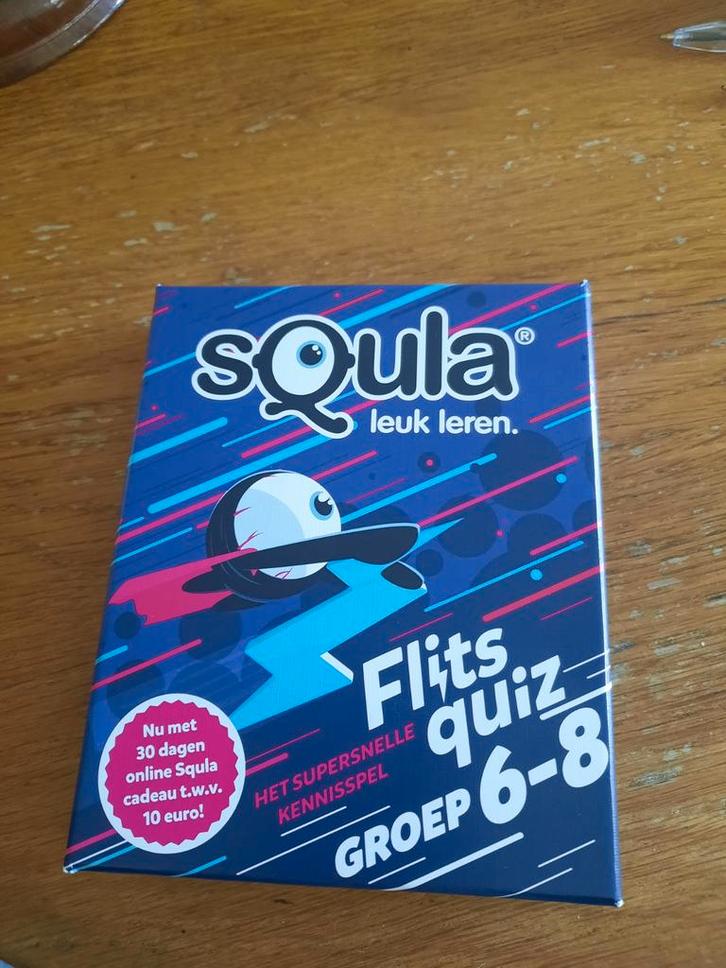 sQula®
leuk leren.
Flits
quiz
HET SUPERSNELLE
KENNISSPEL
GROEP 6-8
Nu met
30 dagen
online Squla
cadeau t.w.v.
10 euro!